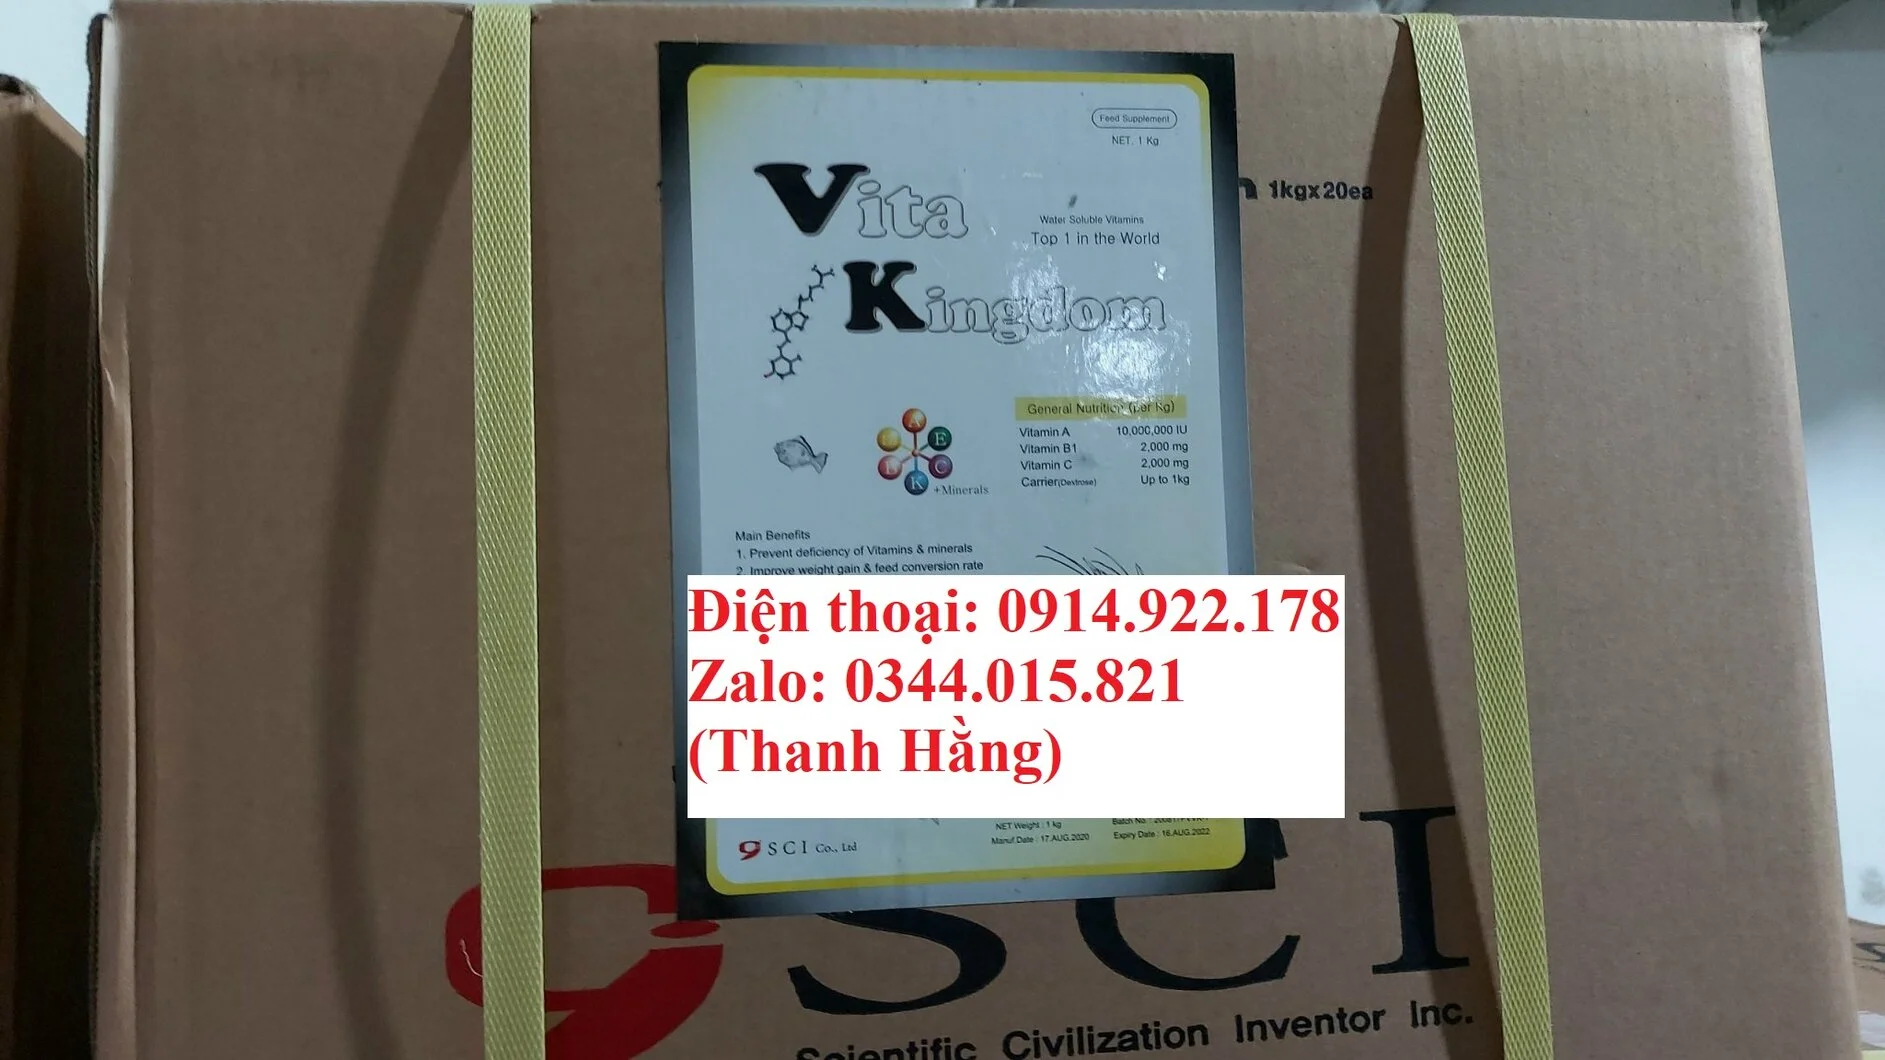 Feed Supplement
NET. 1 Kg
Vita
1kgx20ea
Water Soluble Vitamins
Top 1 in the World
Kingdom
General Nutrition (per Kg)
Vitamin A 10,000,000 IU
Vitamin B1 2,000 mg
Vitamin C 2,000 mg
Carrier(Dextrose) Up to 1kg
A
E
C
K
+Minerals
Main Benefits
1. Prevent deficiency of Vitamins & minerals
2. Improve weight gain & feed conversion rate
Điện thoại: 0914.922.178
Zalo: 0344.015.821
(Thanh Hằng)
NET Weight : 1 kg
Batch No. :
Manuf.Date : 17.AUG.2020
Expiry Date : 16.AUG.2022
SCI Co., Ltd
SCI
Scientific Civilization Inventor Inc.